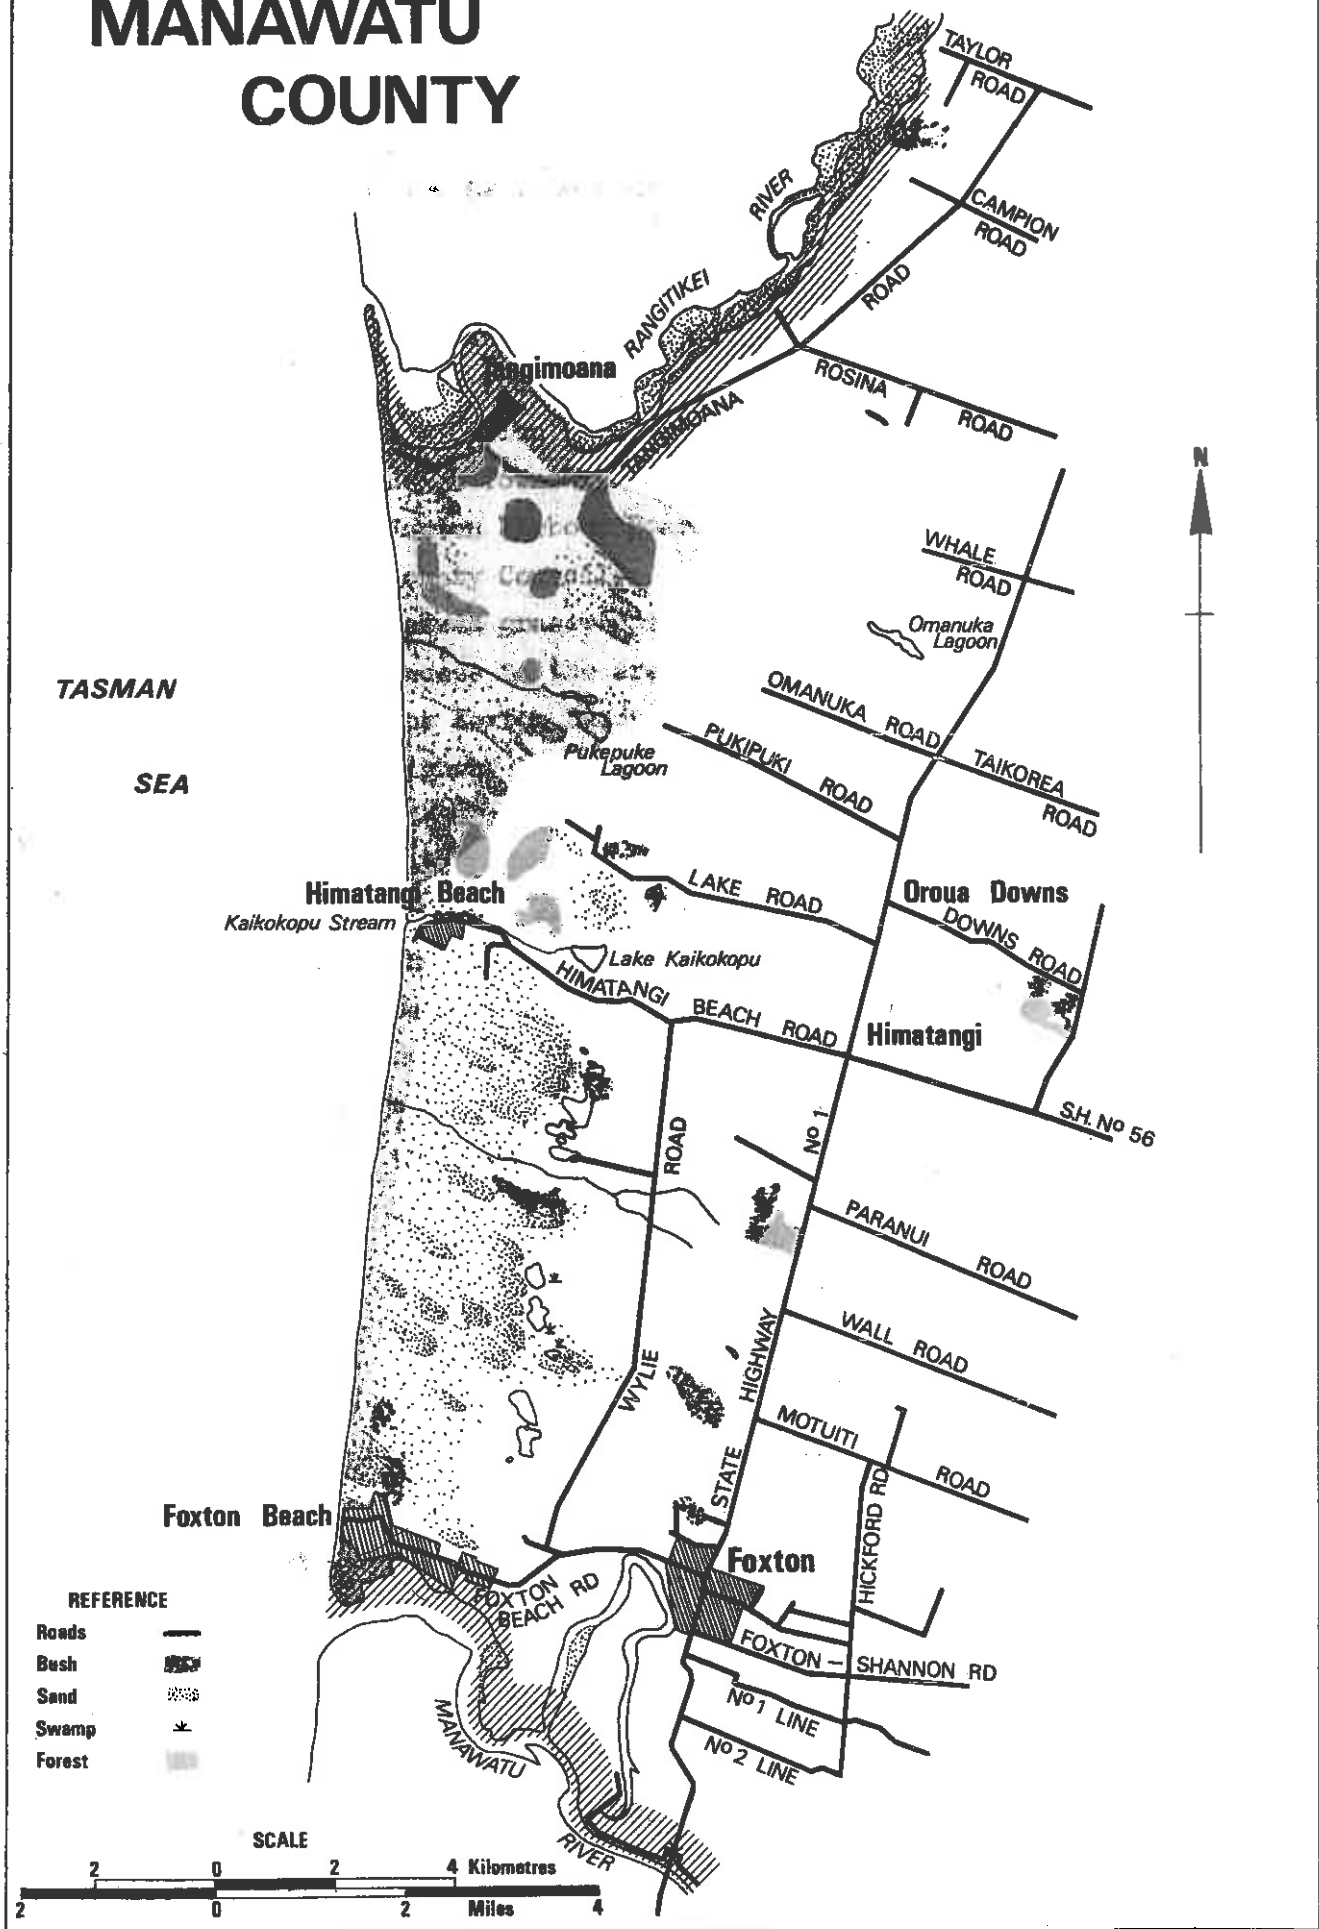 MANAWATU
COUNTY
TAYLOR
ROAD
RIVER
CAMPION
ROAD
ROAD
RANGITIKEI
Tangimoana
ROSINA
ROAD
TANGIMOANA
N
WHALE
ROAD
Omanuka
Lagoon
TASMAN
SEA
OMANUKA ROAD
PUKIPUKI ROAD
TAIKOREA
ROAD
Pukepuke
Lagoon
LAKE ROAD
Himatangi Beach
Oroua Downs
DOWNS ROAD
Kaikokopu Stream
Lake Kaikokopu
HIMATANGI BEACH ROAD
Himatangi
S.H. No 56
No 1
ROAD
PARANUI ROAD
WALL ROAD
HIGHWAY
WYLIE
MOTUITI ROAD
STATE
HICKFORD RD
Foxton Beach
Foxton
FOXTON
BEACH RD
FOXTON – SHANNON RD
No 1 LINE
No 2 LINE
MANAWATU
RIVER
REFERENCE
Roads
Bush
Sand
Swamp
Forest
SCALE
2 0 2 4 Kilometres
2 0 2 Miles 4